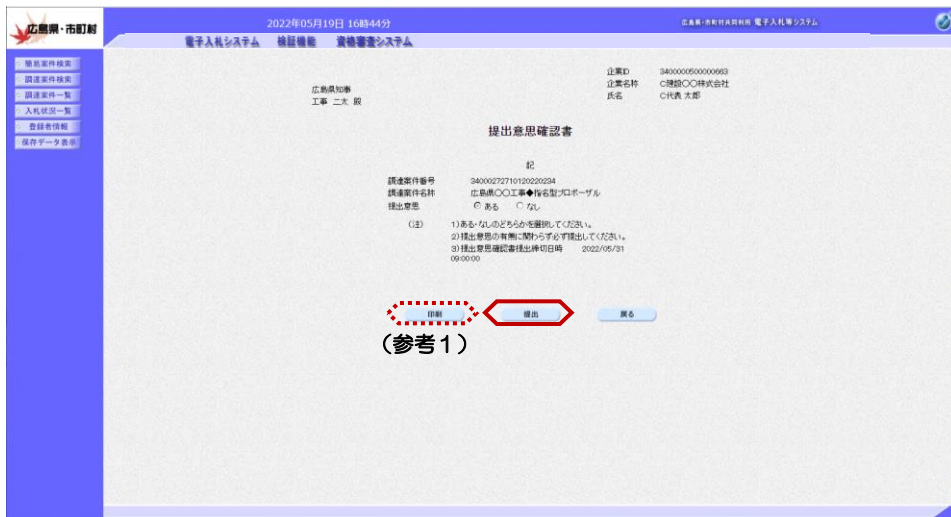 広島県・市町村
2022年05月19日 16時44分
広島県・市町村共同利用 電子入札等システム
電子入札システム 検証機能 資格審査システム
簡易案件検索
調達案件検索
調達案件一覧
入札状況一覧
登録者情報
保存データ表示
企業ID 3400000500000663
企業名称 C建設〇〇株式会社
氏名 C代表 太郎
広島県知事
工事 二太 殿
提出意思確認書
記
調達案件番号 34000272710120220234
調達案件名称 広島県〇〇工事◆指名型プロポーザル
提出意思 ある なし
(注) 1)ある・なしのどちらかを選択してください。
2)提出意思の有無に関わらず必ず提出してください。
3)提出意思確認書提出締切日時 2022/05/31
09:00:00
印刷 提出 戻る
(参考1)